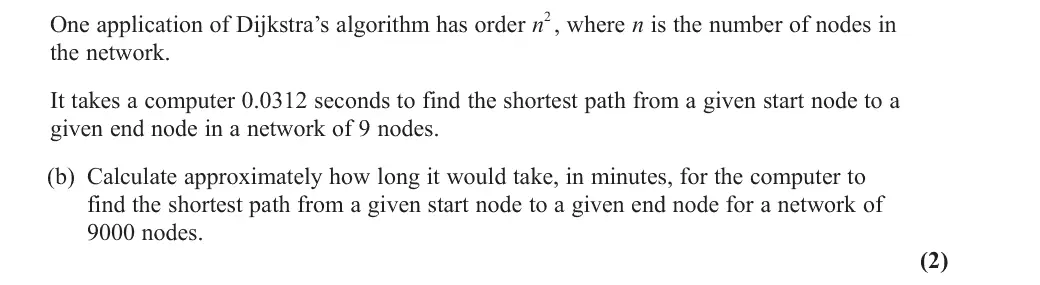 One application of Dijkstra’s algorithm has order n², where n is the number of nodes in
the network.
It takes a computer 0.0312 seconds to find the shortest path from a given start node to a
given end node in a network of 9 nodes.
(b) Calculate approximately how long it would take, in minutes, for the computer to
find the shortest path from a given start node to a given end node for a network of
9000 nodes.
(2)